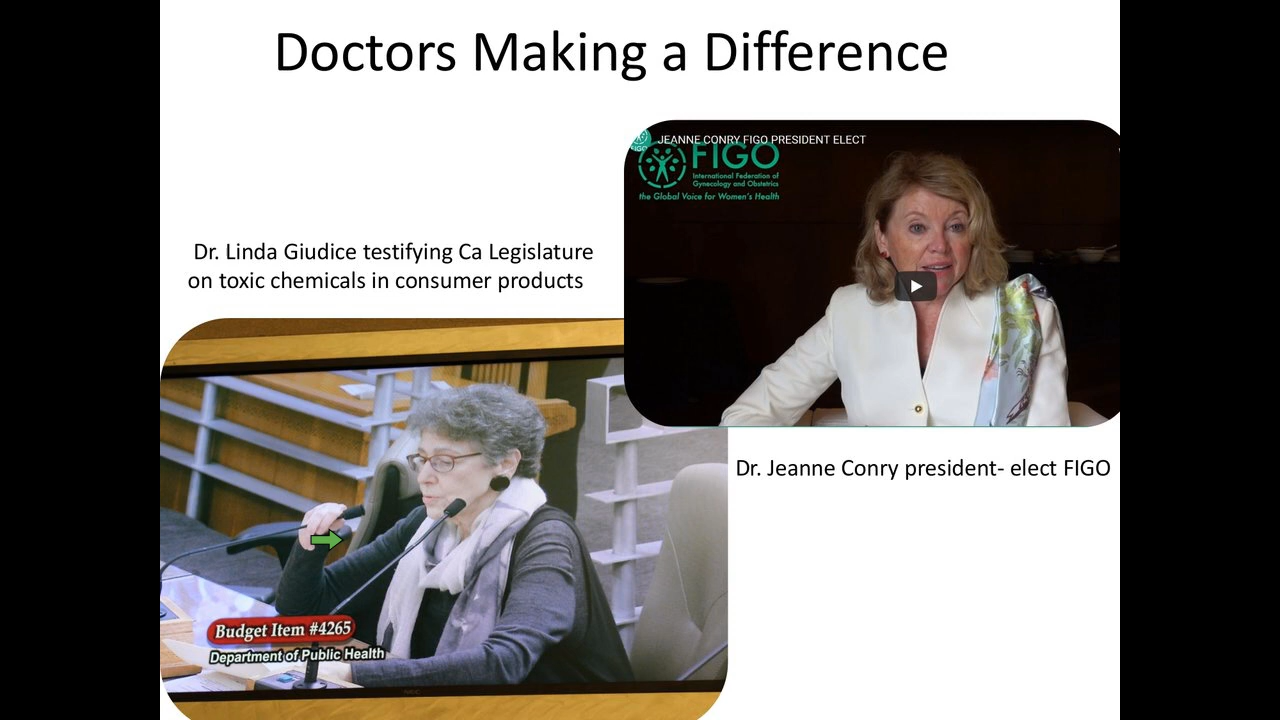 Doctors Making a Difference
JEANNE CONRY FIGO PRESIDENT ELECT
FIGO
International Federation of
Gynecology and Obstetrics
the Global Voice for Women's Health
Dr. Linda Giudice testifying Ca Legislature
on toxic chemicals in consumer products
Dr. Jeanne Conry president- elect FIGO
Budget Item #4265
Department of Public Health